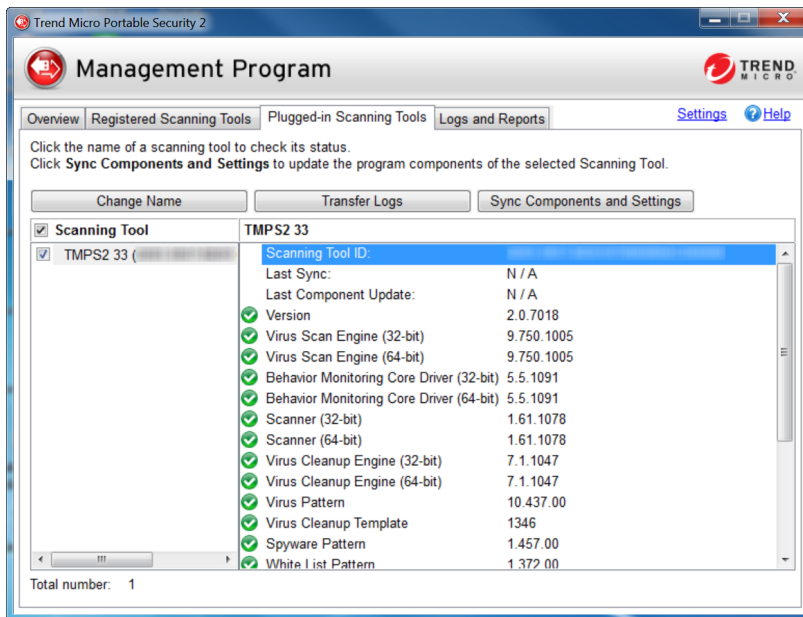 Trend Micro Portable Security 2
Management Program
TREND
MICRO
Overview Registered Scanning Tools Plugged-in Scanning Tools Logs and Reports Settings Help
Click the name of a scanning tool to check its status.
Click Sync Components and Settings to update the program components of the selected Scanning Tool.
Change Name Transfer Logs Sync Components and Settings
Scanning Tool TMPS2 33
TMPS2 33 (
Scanning Tool ID:
Last Sync: N / A
Last Component Update: N / A
Version 2.0.7018
Virus Scan Engine (32-bit) 9.750.1005
Virus Scan Engine (64-bit) 9.750.1005
Behavior Monitoring Core Driver (32-bit) 5.5.1091
Behavior Monitoring Core Driver (64-bit) 5.5.1091
Scanner (32-bit) 1.61.1078
Scanner (64-bit) 1.61.1078
Virus Cleanup Engine (32-bit) 7.1.1047
Virus Cleanup Engine (64-bit) 7.1.1047
Virus Pattern 10.437.00
Virus Cleanup Template 1346
Spyware Pattern 1.457.00
White List Pattern 1.372.00
Total number: 1